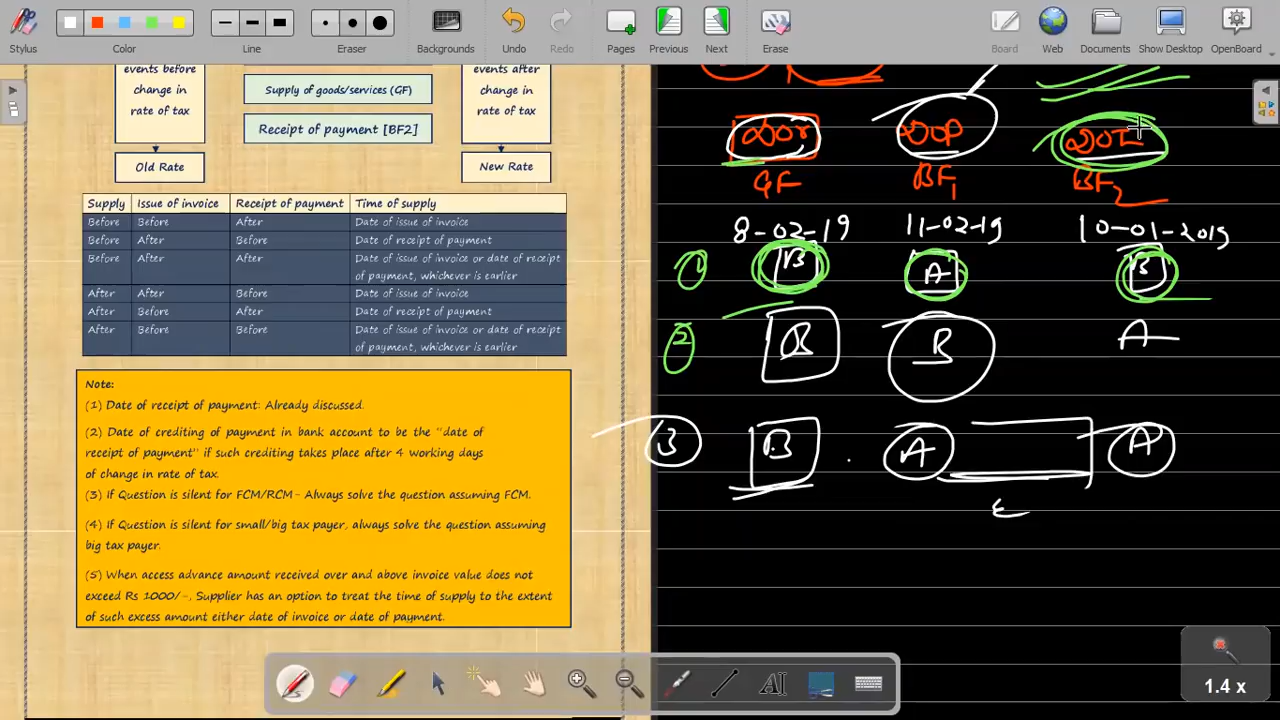 Stylus
Color
Line
Eraser
Backgrounds
Undo
Redo
Pages
Previous
Next
Erase
Board
Web
Documents
Show Desktop
OpenBoard
events before
change in
rate of tax
Old Rate
Supply of goods/services (GF)
Receipt of payment [BF2]
events after
change in
rate of tax
New Rate
Supply Issue of invoice Receipt of payment Time of supply
Before Before After Date of issue of invoice
Before After Before Date of receipt of payment
Before After After Date of issue of invoice or date of receipt
of payment, whichever is earlier
After After Before Date of issue of invoice
After Before After Date of receipt of payment
After Before Before Date of issue of invoice or date of receipt
of payment, whichever is earlier
Note:
(1) Date of receipt of payment: Already discussed.
(2) Date of crediting of payment in bank account to be the "date of
receipt of payment" if such crediting takes place after 4 working days
of change in rate of tax.
(3) If Question is silent for FCM/RCM - Always solve the question assuming FCM.
(4) If Question is silent for small/big tax payer, always solve the question assuming
big tax payer.
(5) When access advance amount received over and above invoice value does not
exceed Rs 1000/-, Supplier has an option to treat the time of supply to the extent
of such excess amount either date of invoice or date of payment.
DOP DOI
GF BF1 BF2
8-02-19 11-02-19 10-01-2019
1 B A B
2 B B A
3 B A A
E
1.4 x